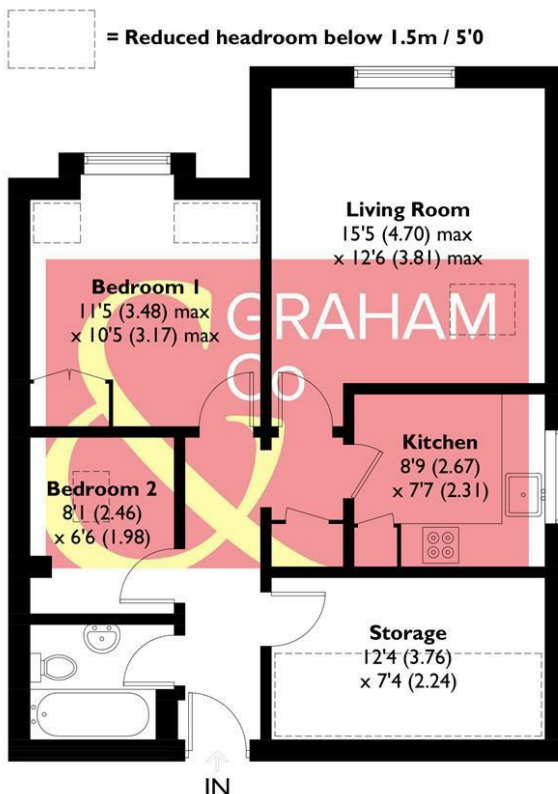 = Reduced headroom below 1.5m / 5'0
Living Room
15'5 (4.70) max
x 12'6 (3.81) max
Bedroom 1
11'5 (3.48) max
x 10'5 (3.17) max
& GRAHAM
Co
Kitchen
8'9 (2.67)
x 7'7 (2.31)
Bedroom 2
8'1 (2.46)
x 6'6 (1.98)
Storage
12'4 (3.76)
x 7'4 (2.24)
IN